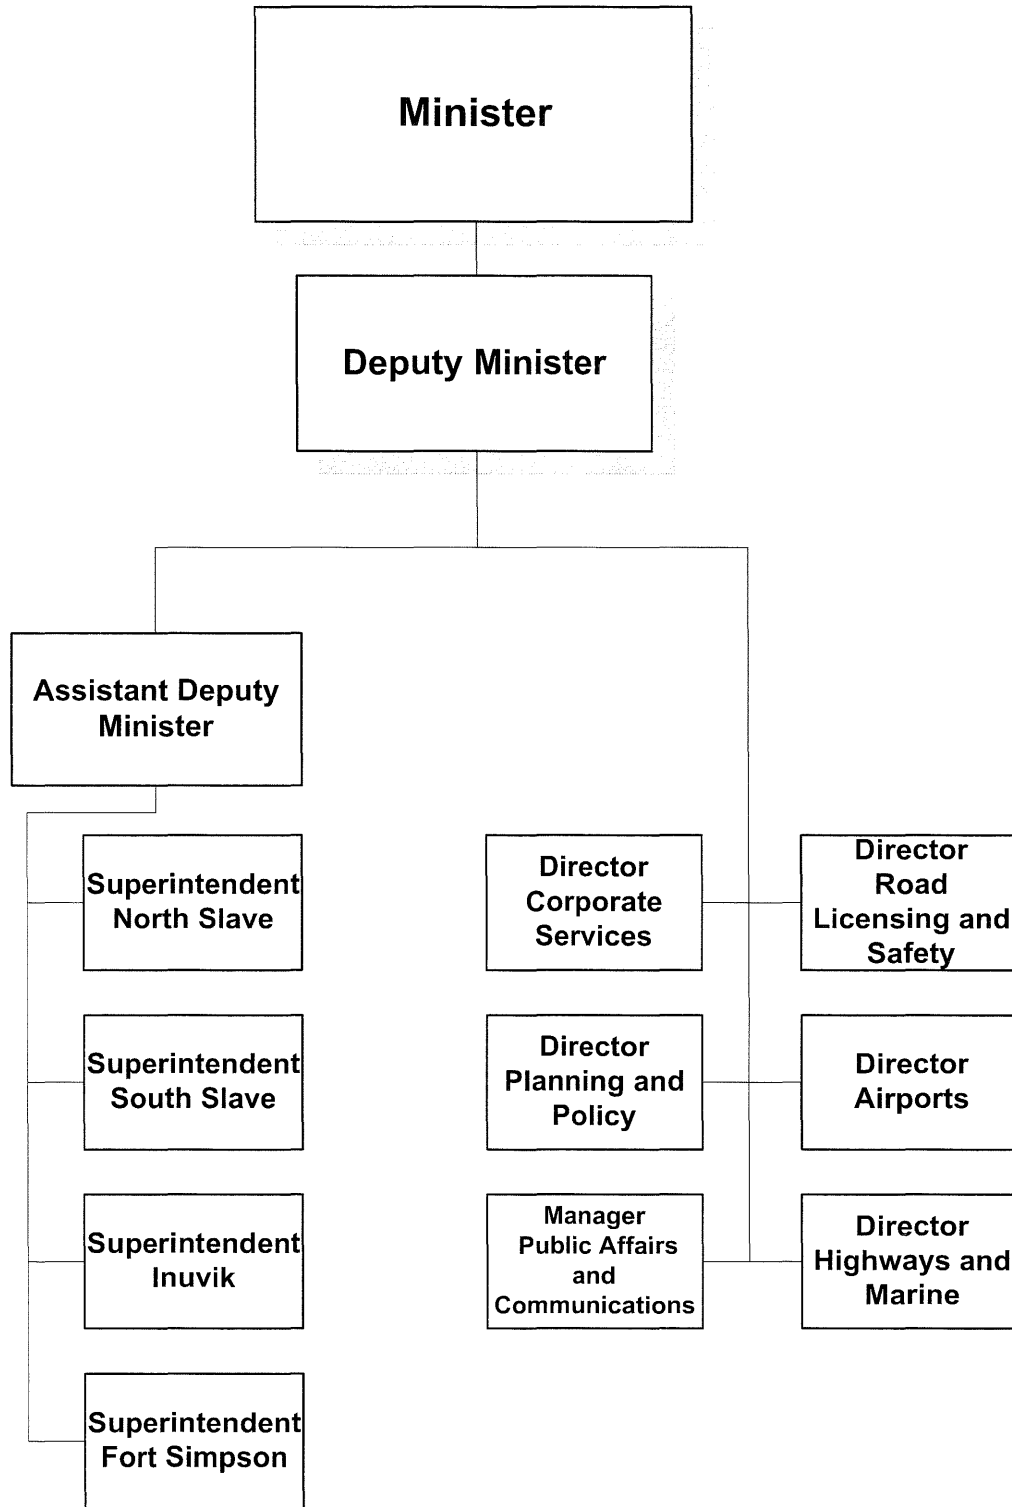 Minister
Deputy Minister
Assistant Deputy
Minister
Superintendent
North Slave
Superintendent
South Slave
Superintendent
Inuvik
Superintendent
Fort Simpson
Director
Corporate
Services
Director
Planning and
Policy
Manager
Public Affairs
and
Communications
Director
Road
Licensing and
Safety
Director
Airports
Director
Highways and
Marine